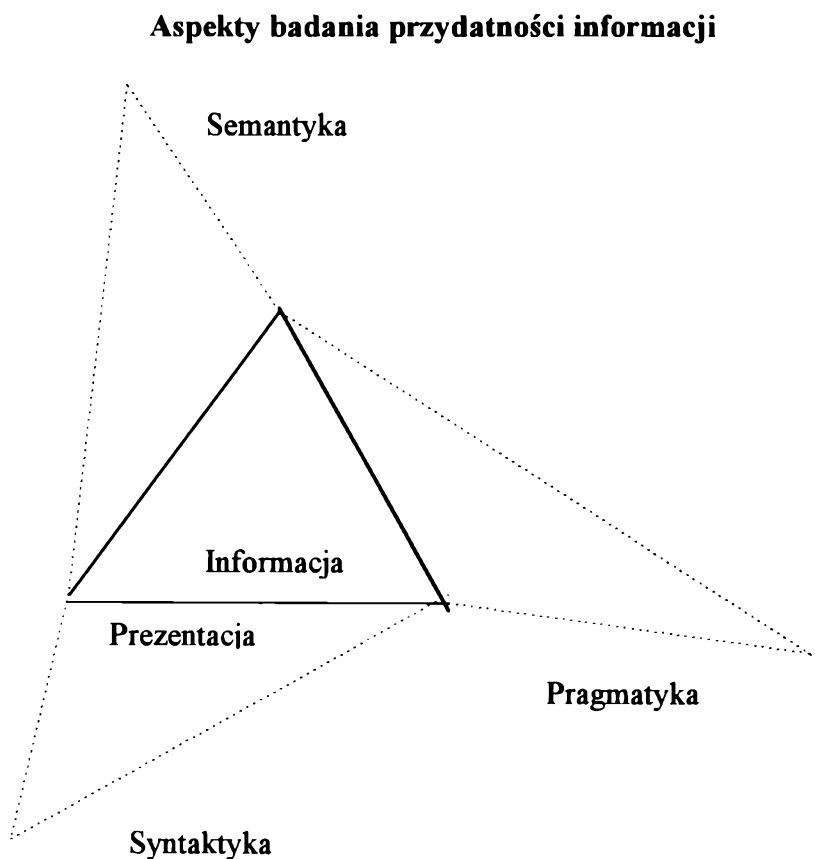 Aspekty badania przydatności informacji
Semantyka
Informacja
Prezentacja
Pragmatyka
Syntaktyka